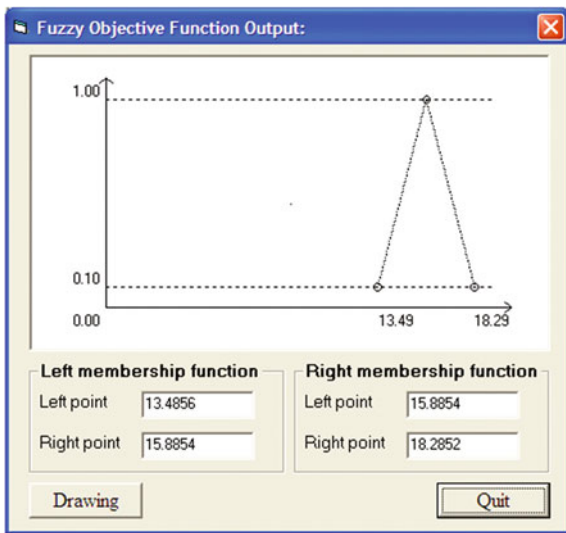 Fuzzy Objective Function Output:
1.00
0.10
0.00 13.49 18.29
Left membership function
Left point 13.4856
Right point 15.8854
Right membership function
Left point 15.8854
Right point 18.2852
Drawing
Quit